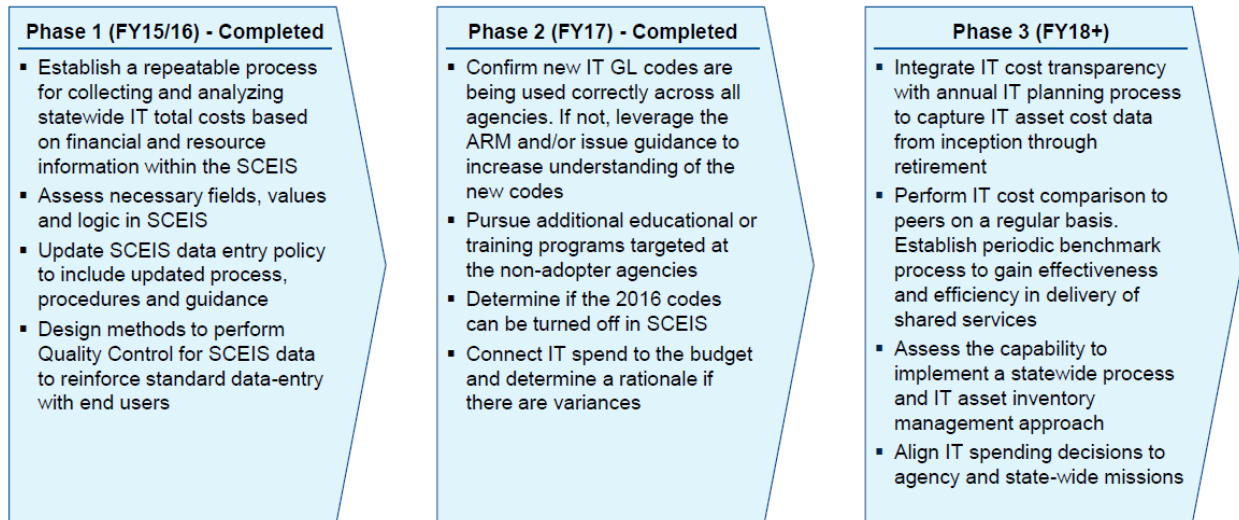 Phase 1 (FY15/16) - Completed
▪ Establish a repeatable process
for collecting and analyzing
statewide IT total costs based
on financial and resource
information within the SCEIS
▪ Assess necessary fields, values
and logic in SCEIS
▪ Update SCEIS data entry policy
to include updated process,
procedures and guidance
▪ Design methods to perform
Quality Control for SCEIS data
to reinforce standard data-entry
with end users
Phase 2 (FY17) - Completed
▪ Confirm new IT GL codes are
being used correctly across all
agencies. If not, leverage the
ARM and/or issue guidance to
increase understanding of the
new codes
▪ Pursue additional educational or
training programs targeted at
the non-adopter agencies
▪ Determine if the 2016 codes
can be turned off in SCEIS
▪ Connect IT spend to the budget
and determine a rationale if
there are variances
Phase 3 (FY18+)
▪ Integrate IT cost transparency
with annual IT planning process
to capture IT asset cost data
from inception through
retirement
▪ Perform IT cost comparison to
peers on a regular basis.
Establish periodic benchmark
process to gain effectiveness
and efficiency in delivery of
shared services
▪ Assess the capability to
implement a statewide process
and IT asset inventory
management approach
▪ Align IT spending decisions to
agency and state-wide missions